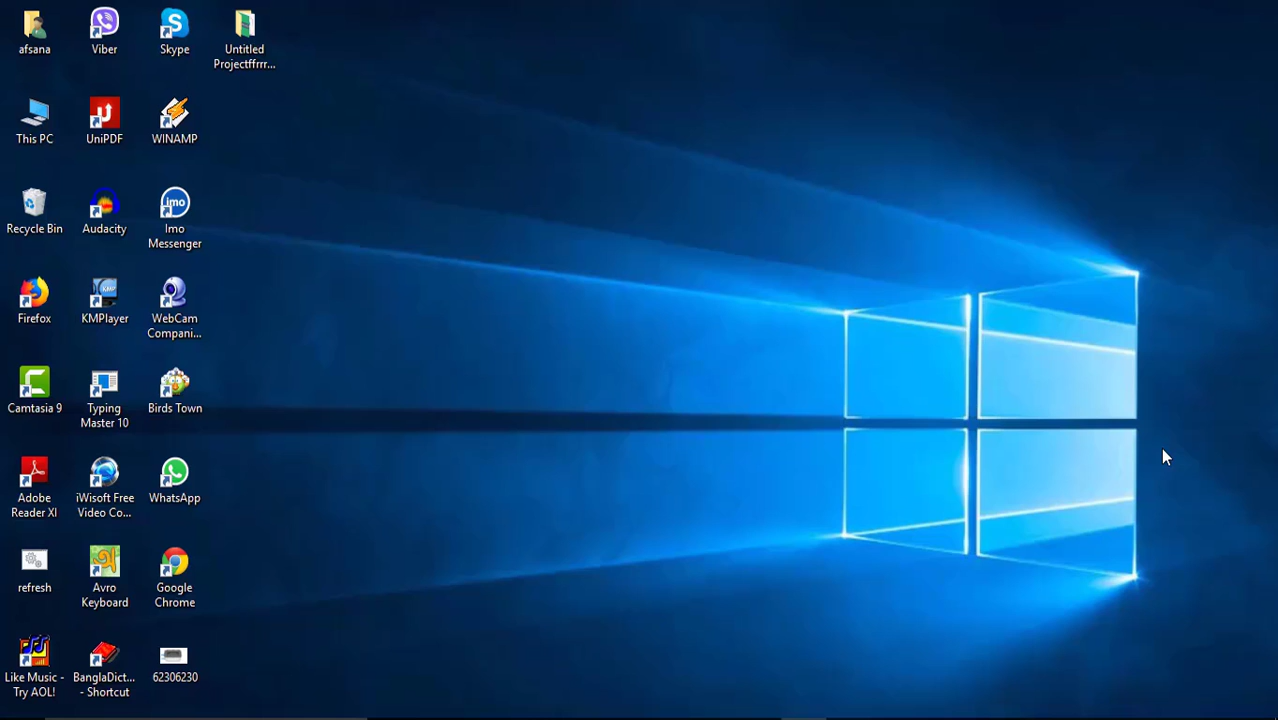 afsana
Viber
Skype
Untitled
Projectffrrr...
This PC
UniPDF
WINAMP
Recycle Bin
Audacity
imo
Imo
Messenger
Firefox
KMPlayer
WebCam
Compani...
Camtasia 9
Typing
Master 10
Birds Town
Adobe
Reader XI
iWisoft Free
Video Co...
WhatsApp
refresh
Avro
Keyboard
Google
Chrome
Like Music -
Try AOL!
BanglaDict...
- Shortcut
62306230